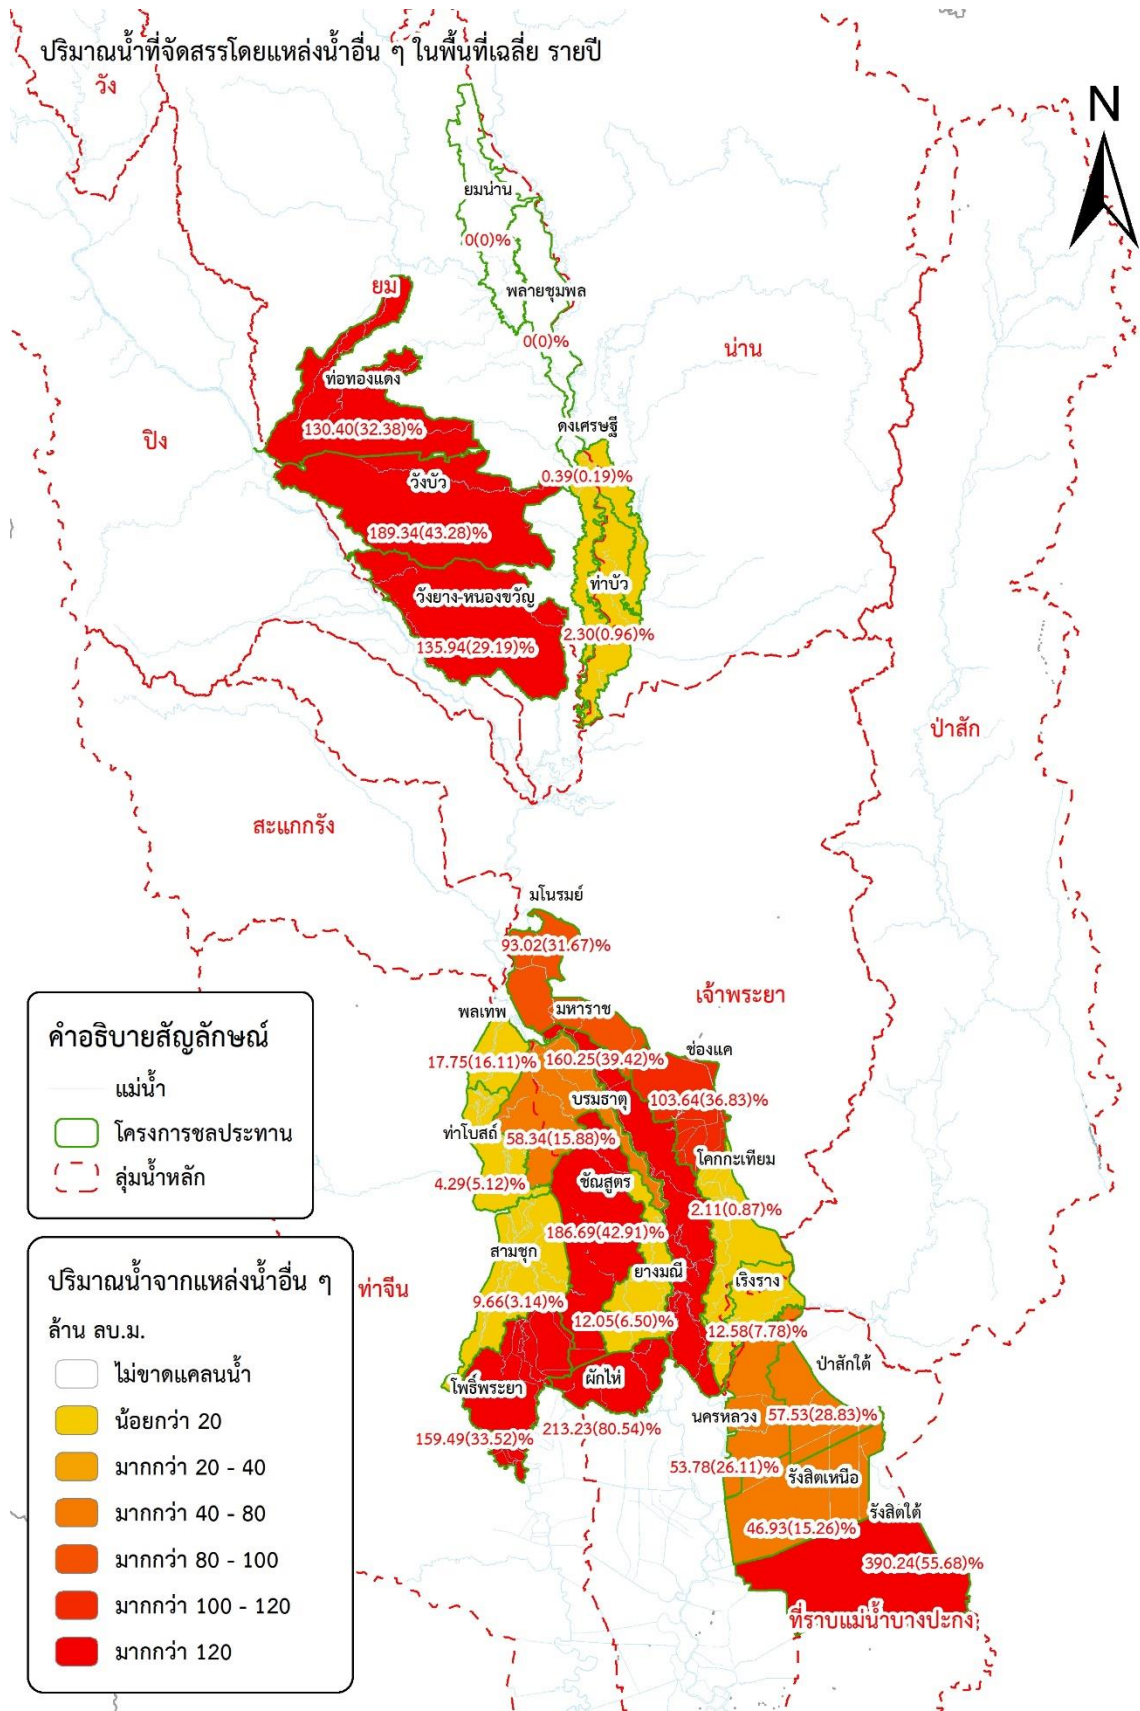 ปริมาณน้ำที่จัดสรรโดยแหล่งน้ำอื่น ๆ ในพื้นที่เฉลี่ย รายปี
วัง
N
ยมน่าน
0(0)%
ยม
พลายชุมพล
0(0)%
น่าน
ท่อทองแดง
130.40(32.38)%
ปิง
ดงเศรษฐี
0.39(0.19)%
วังบัว
189.34(43.28)%
ท่าบัว
วังยาง-หนองขวัญ
2.30(0.96)%
135.94(29.19)%
ป่าสัก
สะแกกรัง
มโนรมย์
93.02(31.67)%
เจ้าพระยา
พลเทพ
มหาราช
17.75(16.11)%
160.25(39.42)%
ช่องแค
บรมธาตุ
103.64(36.83)%
ท่าโบสถ์
58.34(15.88)%
โคกกะเทียม
4.29(5.12)%
ชัณสูตร
2.11(0.87)%
186.69(42.91)%
สามชุก
ยางมณี
เริงราง
ท่าจีน
9.66(3.14)%
12.05(6.50)%
12.58(7.78)%
ป่าสักใต้
โพธิ์พระยา
ผักไห่
นครหลวง
57.53(28.83)%
159.49(33.52)%
213.23(80.54)%
53.78(26.11)%
รังสิตเหนือ
รังสิตใต้
46.93(15.26)%
390.24(55.68)%
ที่ราบแม่น้ำบางปะกง
คำอธิบายสัญลักษณ์
แม่น้ำ
โครงการชลประทาน
ลุ่มน้ำหลัก
ปริมาณน้ำจากแหล่งน้ำอื่น ๆ
ล้าน ลบ.ม.
ไม่ขาดแคลนน้ำ
น้อยกว่า 20
มากกว่า 20 - 40
มากกว่า 40 - 80
มากกว่า 80 - 100
มากกว่า 100 - 120
มากกว่า 120